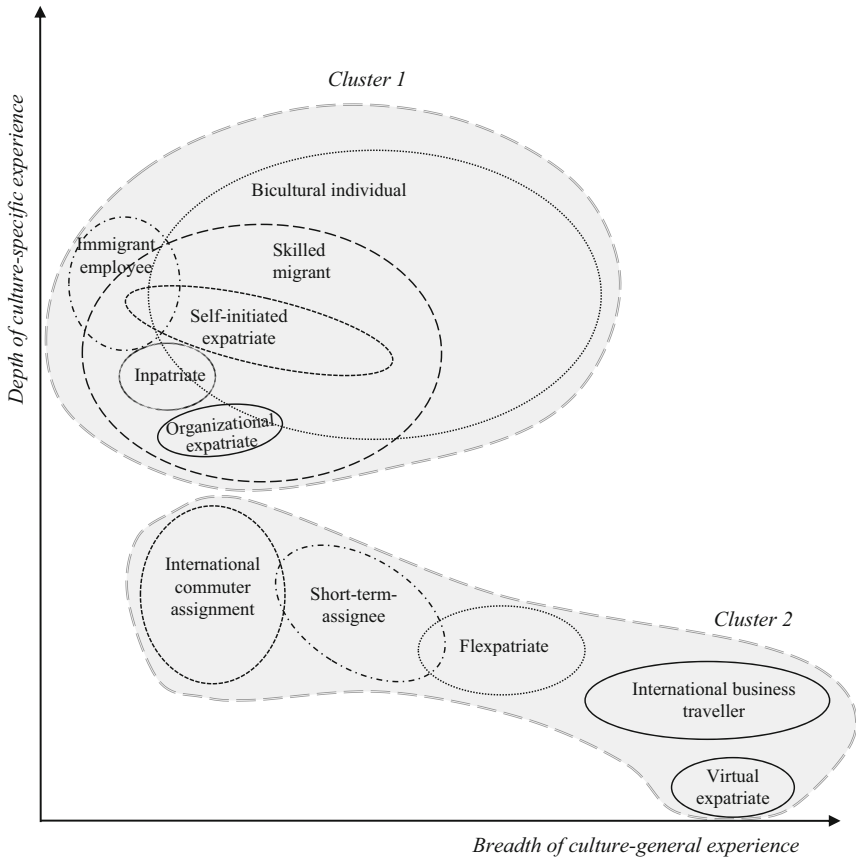 Depth of culture-specific experience
Cluster 1
Bicultural individual
Immigrant
employee
Skilled
migrant
Self-initiated
expatriate
Inpatriate
Organizational
expatriate
International
commuter
assignment
Short-term-
assignee
Flexpatriate
Cluster 2
International business
traveller
Virtual
expatriate
Breadth of culture-general experience